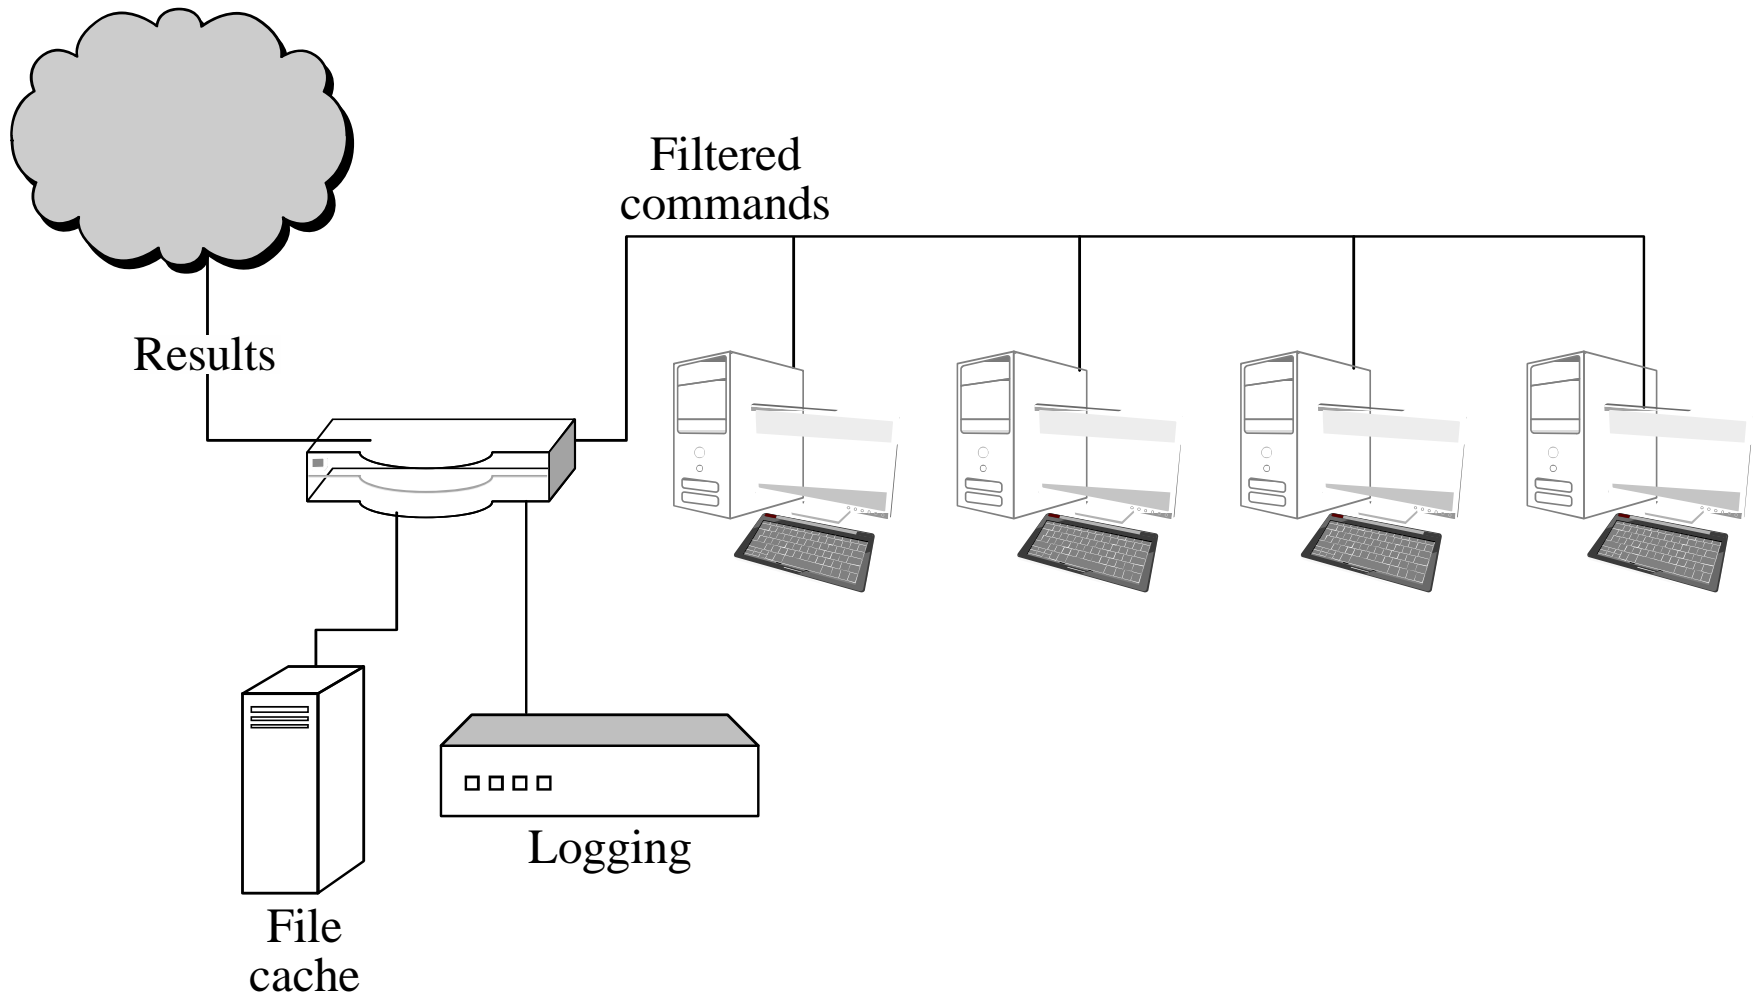 Filtered
commands
Results
Logging
File
cache